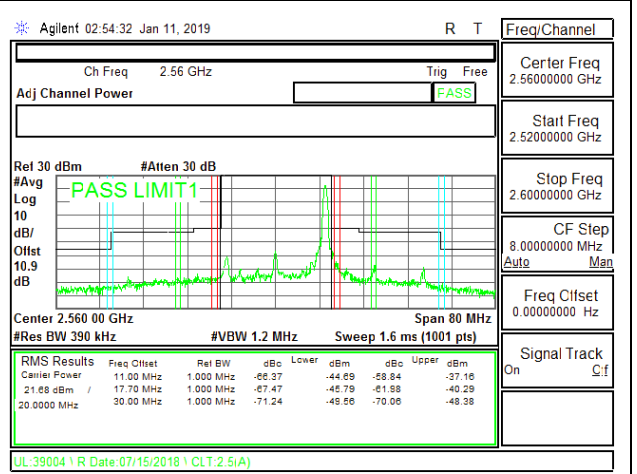 Agilent 02:54:32 Jan 11, 2019 R T
Freq/Channel
Ch Freq 2.56 GHz Trig Free
Adj Channel Power PASS
Center Freq
2.56000000 GHz
Start Freq
2.52000000 GHz
Stop Freq
2.60000000 GHz
CF Step
8.00000000 MHz
Auto Man
Freq Offset
0.00000000 Hz
Signal Track
On Off
Ref 30 dBm #Atten 30 dB
#Avg
Log
10
dB/
Offst
10.9
dB
PASS LIMIT1
Center 2.560 00 GHz Span 80 MHz
#Res BW 390 kHz #VBW 1.2 MHz Sweep 1.6 ms (1001 pts)
RMS Results Freq Offset Ref BW dBc Lower dBm dBc Upper dBm
Carrier Power 11.00 MHz 1.000 MHz -66.37 -44.69 -58.84 -37.16
21.68 dBm / 17.70 MHz 1.000 MHz -67.47 -45.79 -61.98 -40.29
20.0000 MHz 30.00 MHz 1.000 MHz -71.24 -49.56 -70.06 -48.38
UL:39004 \ R Date:07/15/2018 \ CLT:2.5(A)